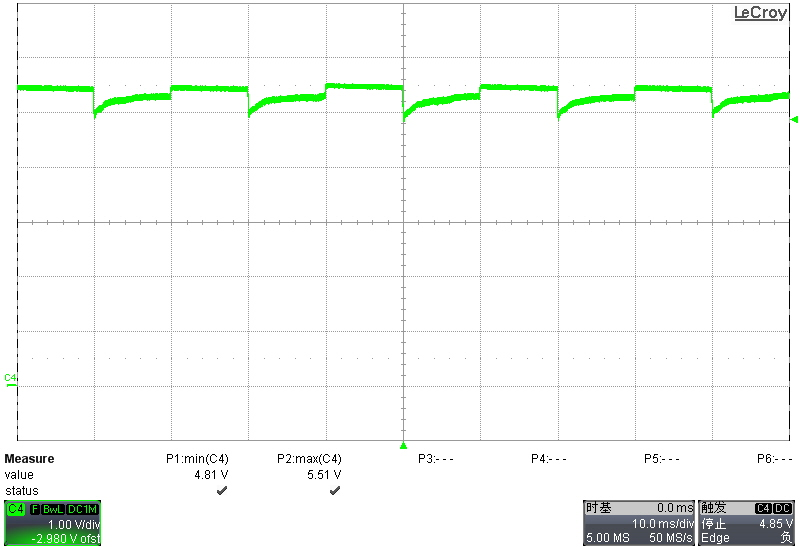 LeCroy
C4
Measure P1:min(C4) P2:max(C4) P3:--- P4:--- P5:--- P6:---
value 4.81 V 5.51 V
status
C4 F BwL DC1M
1.00 V/div
-2.980 V ofst
时基 0.0 ms
10.0 ms/div
5.00 MS 50 MS/s
触发 C4 DC
停止 4.85 V
Edge 负